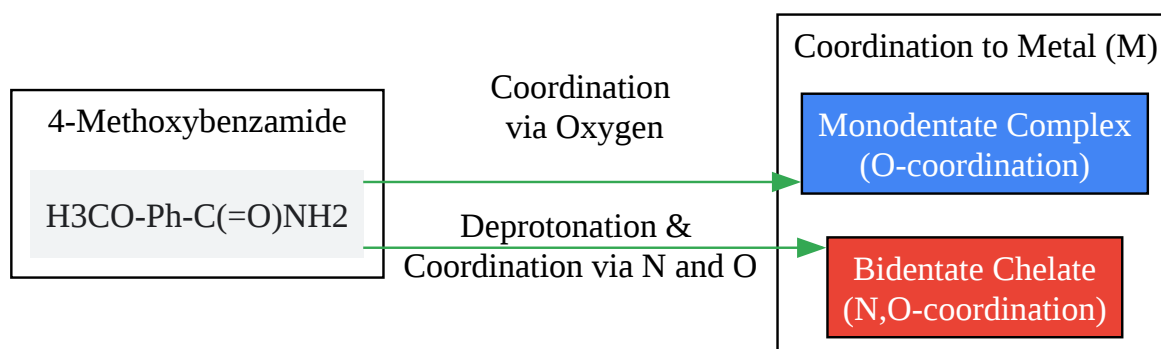 4-Methoxybenzamide
H3CO-Ph-C(=O)NH2
Coordination
via Oxygen
Deprotonation &
Coordination via N and O
Coordination to Metal (M)
Monodentate Complex
(O-coordination)
Bidentate Chelate
(N,O-coordination)